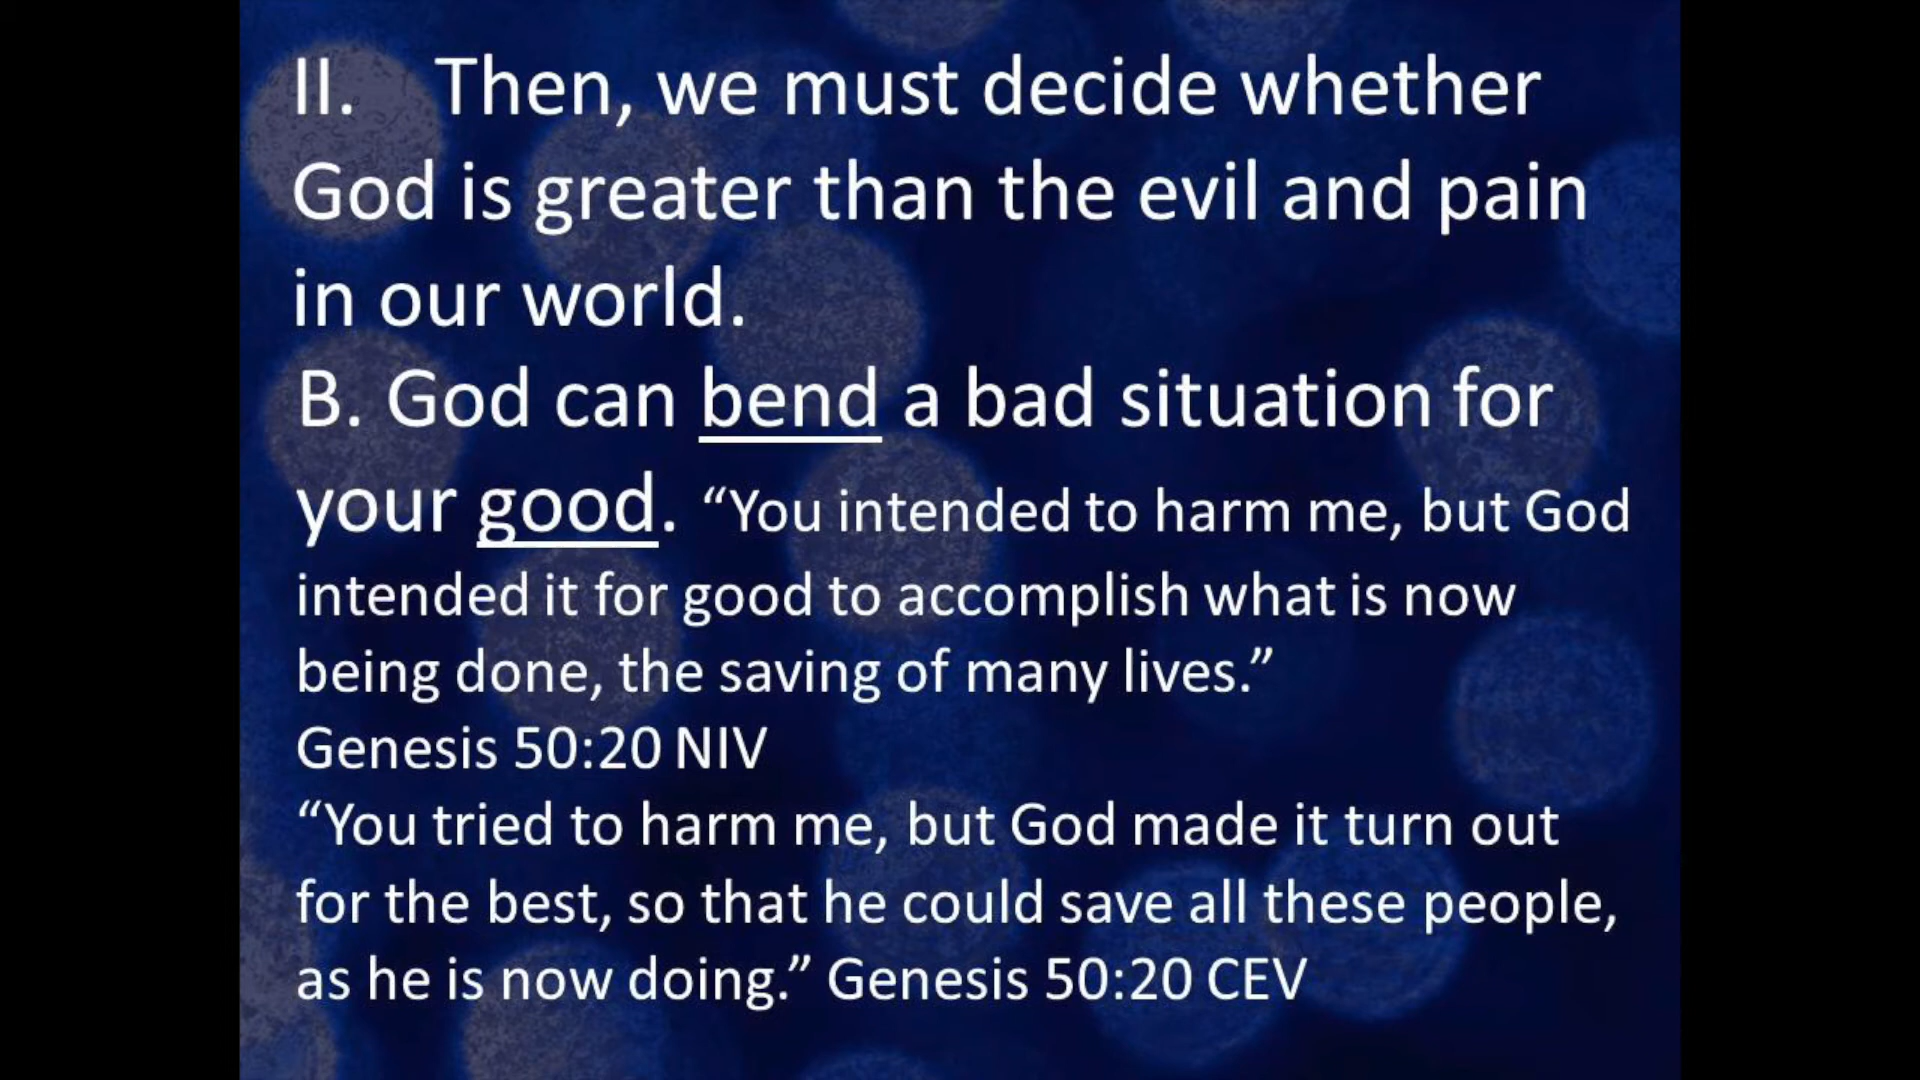 II. Then, we must decide whether
God is greater than the evil and pain
in our world.
B. God can bend a bad situation for
your good. “You intended to harm me, but God
intended it for good to accomplish what is now
being done, the saving of many lives.”
Genesis 50:20 NIV
“You tried to harm me, but God made it turn out
for the best, so that he could save all these people,
as he is now doing.” Genesis 50:20 CEV